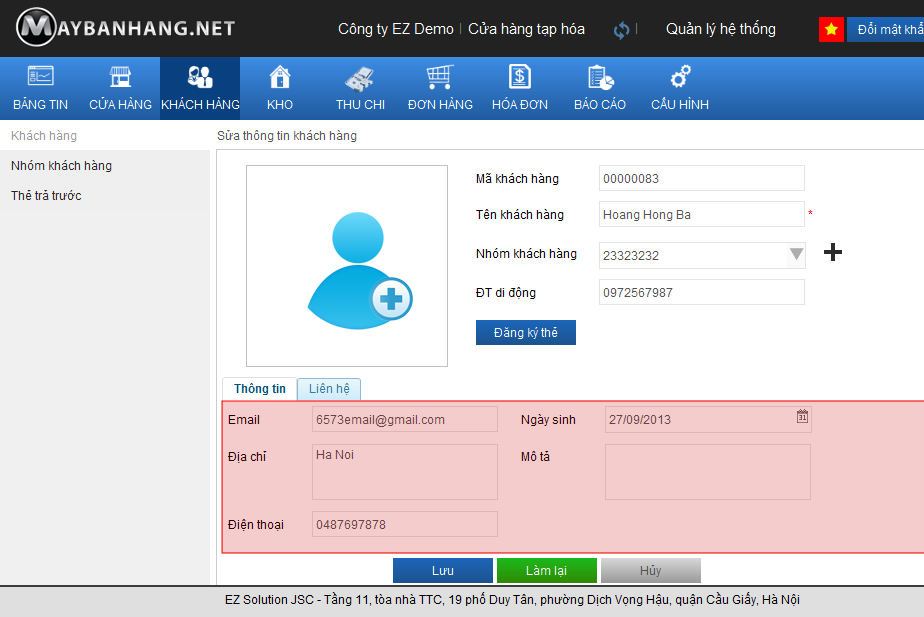 MAYBANHANG.NET
Công ty EZ Demo | Cửa hàng tạp hóa | Quản lý hệ thống
Đổi mật khẩ
BẢNG TIN CỬA HÀNG KHÁCH HÀNG KHO THU CHI ĐƠN HÀNG HÓA ĐƠN BÁO CÁO CẤU HÌNH
Khách hàng
Nhóm khách hàng
Thẻ trả trước
Sửa thông tin khách hàng
Mã khách hàng 00000083
Tên khách hàng Hoang Hong Ba *
Nhóm khách hàng 23323232
ĐT di động 0972567987
Đăng ký thẻ
Thông tin Liên hệ
Email 6573email@gmail.com Ngày sinh 27/09/2013 31
Địa chỉ Ha Noi Mô tả
Điện thoại 0487697878
Lưu Làm lại Hủy
EZ Solution JSC - Tầng 11, tòa nhà TTC, 19 phố Duy Tân, phường Dịch Vọng Hậu, quận Cầu Giấy, Hà Nội